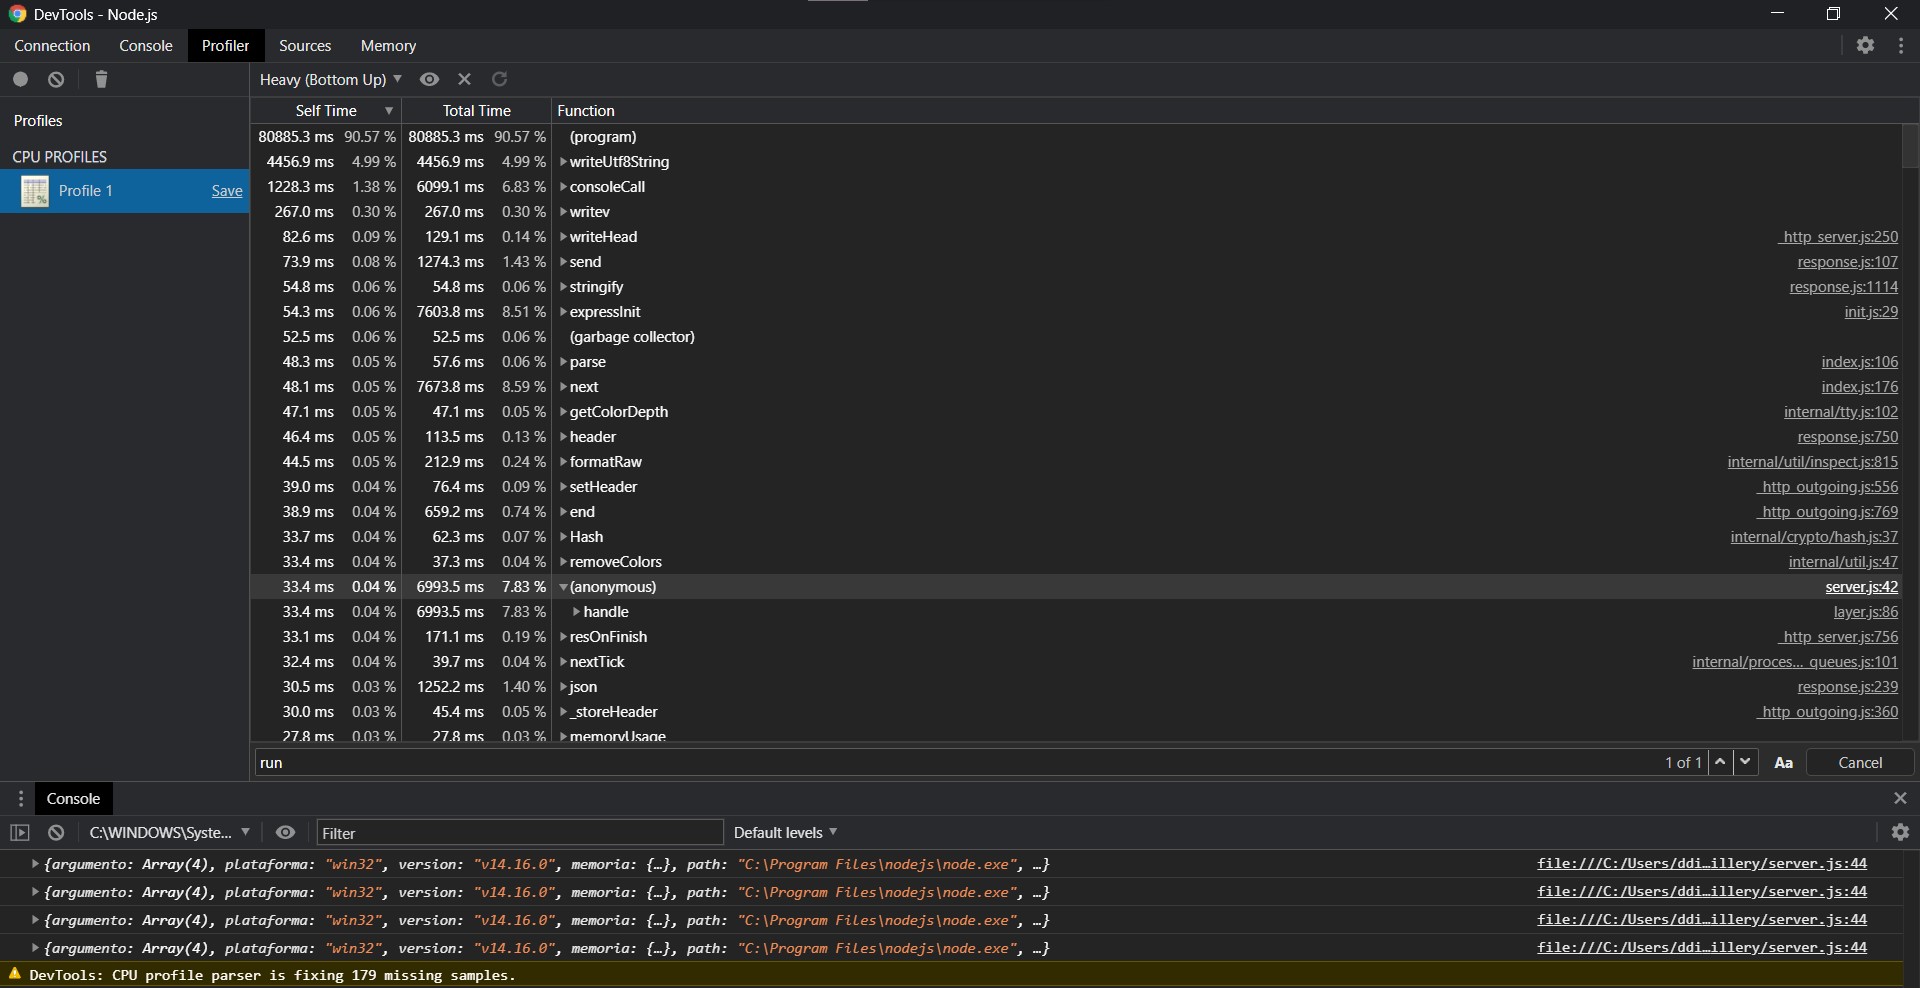 DevTools - Node.js
Connection Console Profiler Sources Memory
Heavy (Bottom Up)
Profiles
CPU PROFILES
Profile 1 Save
Self Time Total Time Function
80885.3 ms 90.57 % 80885.3 ms 90.57 % (program)
4456.9 ms 4.99 % 4456.9 ms 4.99 % writeUtf8String
1228.3 ms 1.38 % 6099.1 ms 6.83 % consoleCall
267.0 ms 0.30 % 267.0 ms 0.30 % writev
82.6 ms 0.09 % 129.1 ms 0.14 % writeHead _http_server.js:250
73.9 ms 0.08 % 1274.3 ms 1.43 % send response.js:107
54.8 ms 0.06 % 54.8 ms 0.06 % stringify response.js:1114
54.3 ms 0.06 % 7603.8 ms 8.51 % expressInit init.js:29
52.5 ms 0.06 % 52.5 ms 0.06 % (garbage collector)
48.3 ms 0.05 % 57.6 ms 0.06 % parse index.js:106
48.1 ms 0.05 % 7673.8 ms 8.59 % next index.js:176
47.1 ms 0.05 % 47.1 ms 0.05 % getColorDepth internal/tty.js:102
46.4 ms 0.05 % 113.5 ms 0.13 % header response.js:750
44.5 ms 0.05 % 212.9 ms 0.24 % formatRaw internal/util/inspect.js:815
39.0 ms 0.04 % 76.4 ms 0.09 % setHeader _http_outgoing.js:556
38.9 ms 0.04 % 659.2 ms 0.74 % end _http_outgoing.js:769
33.7 ms 0.04 % 62.3 ms 0.07 % Hash internal/crypto/hash.js:37
33.4 ms 0.04 % 37.3 ms 0.04 % removeColors internal/util.js:47
33.4 ms 0.04 % 6993.5 ms 7.83 % (anonymous) server.js:42
33.4 ms 0.04 % 6993.5 ms 7.83 % handle layer.js:86
33.1 ms 0.04 % 171.1 ms 0.19 % resOnFinish _http_server.js:756
32.4 ms 0.04 % 39.7 ms 0.04 % nextTick internal/proces… queues.js:101
30.5 ms 0.03 % 1252.2 ms 1.40 % json response.js:239
30.0 ms 0.03 % 45.4 ms 0.05 % _storeHeader _http_outgoing.js:360
27.8 ms 0.03 % 27.8 ms 0.03 % memoryUsage
run 1 of 1 Aa Cancel
Console
C:\WINDOWS\Syste... Filter Default levels
{argumento: Array(4), plataforma: "win32", version: "v14.16.0", memoria: {…}, path: "C:\Program Files\nodejs\node.exe", …} file:///C:/Users/ddi…illery/server.js:44
{argumento: Array(4), plataforma: "win32", version: "v14.16.0", memoria: {…}, path: "C:\Program Files\nodejs\node.exe", …} file:///C:/Users/ddi…illery/server.js:44
{argumento: Array(4), plataforma: "win32", version: "v14.16.0", memoria: {…}, path: "C:\Program Files\nodejs\node.exe", …} file:///C:/Users/ddi…illery/server.js:44
{argumento: Array(4), plataforma: "win32", version: "v14.16.0", memoria: {…}, path: "C:\Program Files\nodejs\node.exe", …} file:///C:/Users/ddi…illery/server.js:44
DevTools: CPU profile parser is fixing 179 missing samples.